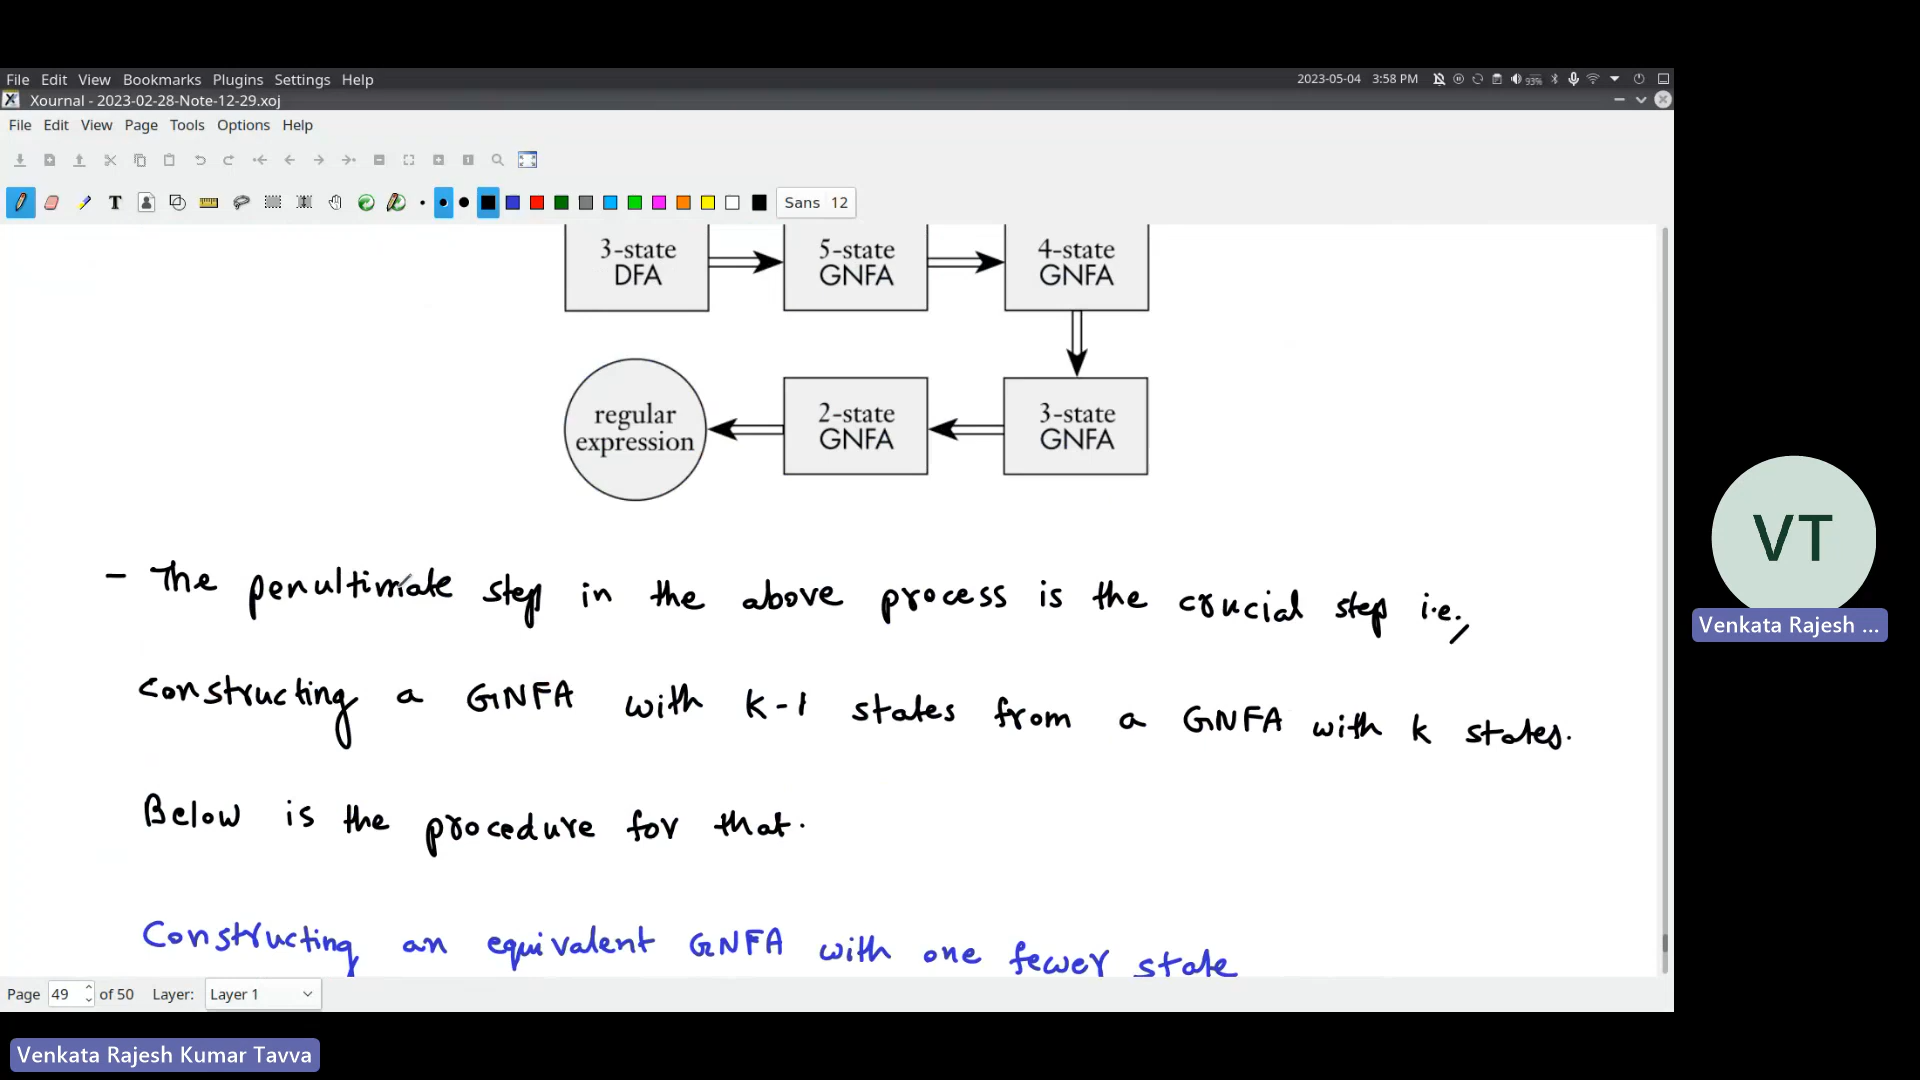 File Edit View Bookmarks Plugins Settings Help 2023-05-04 3:58 PM 93%
Xournal - 2023-02-28-Note-12-29.xoj
File Edit View Page Tools Options Help
T Sans 12
3-state DFA
5-state GNFA
4-state GNFA
regular expression
2-state GNFA
3-state GNFA
- The penultimate step in the above process is the crucial step i.e.,
constructing a GNFA with k-1 states from a GNFA with k states.
Below is the procedure for that.
Constructing an equivalent GNFA with one fewer state
Page 49 of 50 Layer: Layer 1
VT
Venkata Rajesh ...
Venkata Rajesh Kumar Tavva